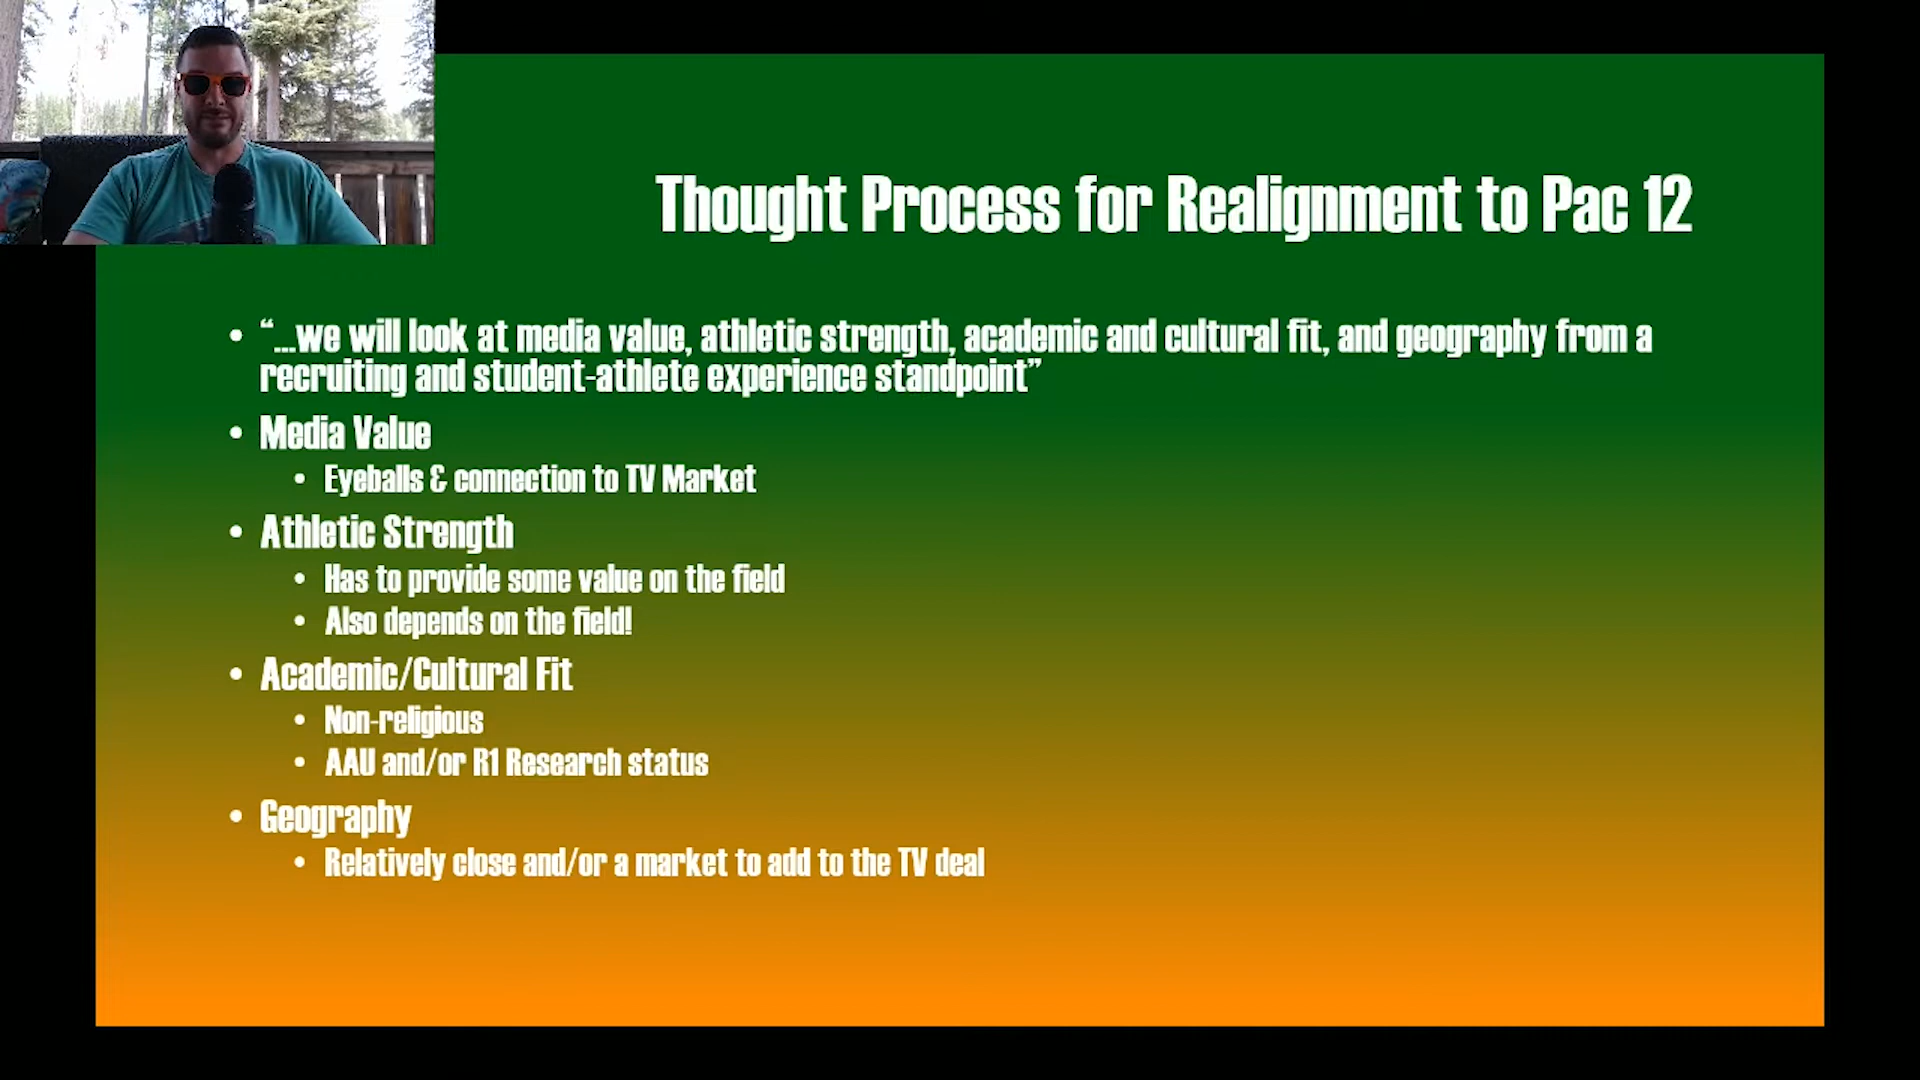 Thought Process for Realignment to Pac 12
• “...we will look at media value, athletic strength, academic and cultural fit, and geography from a
recruiting and student-athlete experience standpoint”
• Media Value
• Eyeballs & connection to TV Market
• Athletic Strength
• Has to provide some value on the field
• Also depends on the field!
• Academic/Cultural Fit
• Non-religious
• AAU and/or R1 Research status
• Geography
• Relatively close and/or a market to add to the TV deal